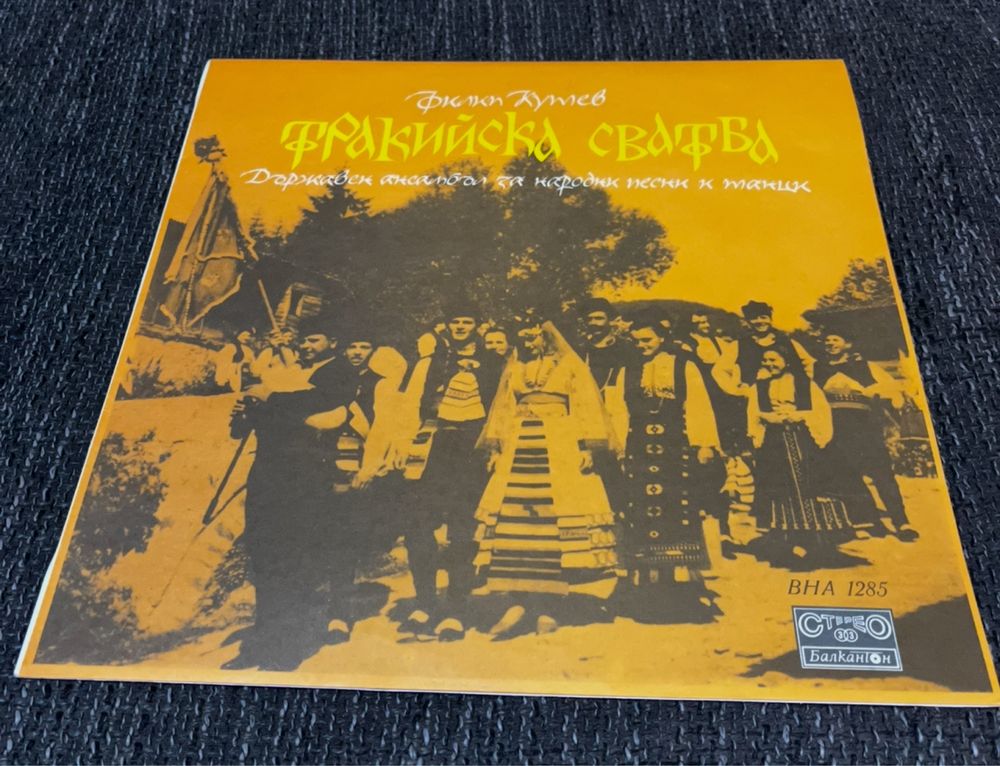 Филип Кутев
ТРАКИЙСКА СВАТБА
Държавен ансамбъл за народни песни и танци
ВНА 1285
СТЕРЕО
33
Балкантон